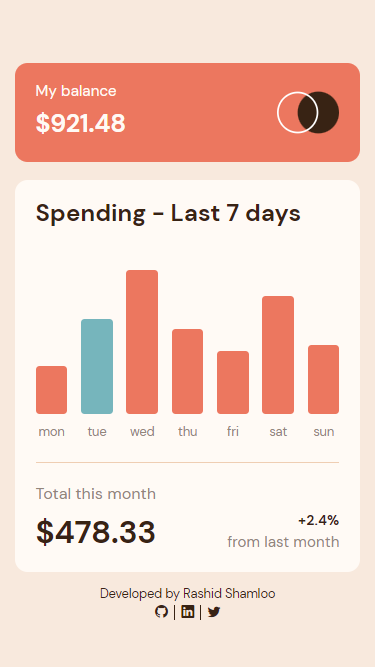 My balance
$921.48
Spending - Last 7 days
mon tue wed thu fri sat sun
Total this month
$478.33
+2.4%
from last month
Developed by Rashid Shamloo